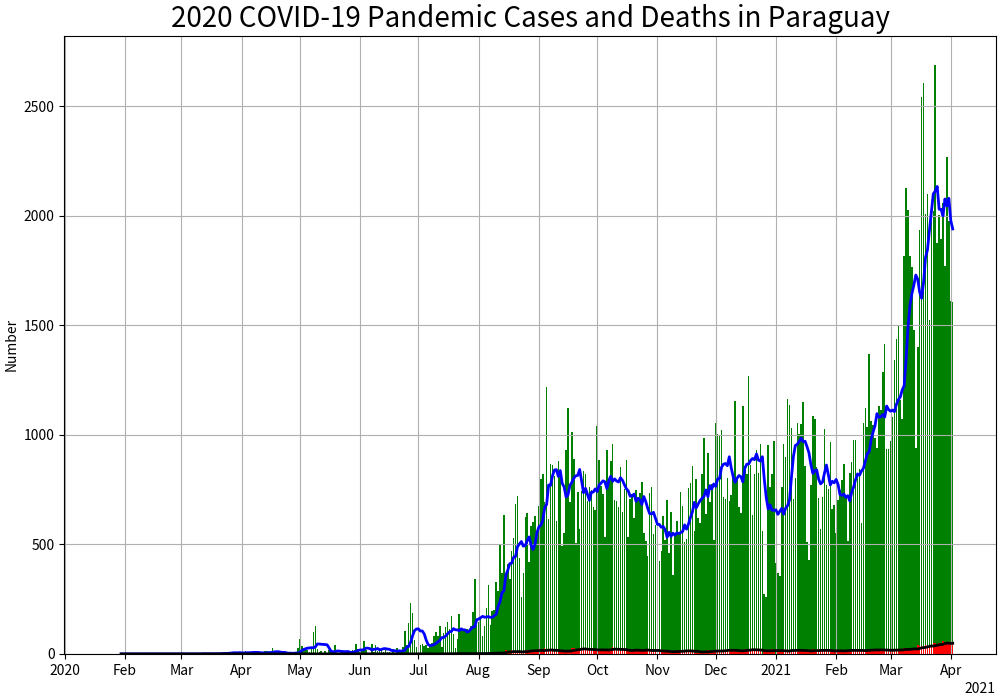 2020 COVID-19 Pandemic Cases and Deaths in Paraguay
Number
2500
2000
1500
1000
500
0
2020 Feb Mar Apr May Jun Jul Aug Sep Oct Nov Dec 2021 Feb Mar Apr
2021